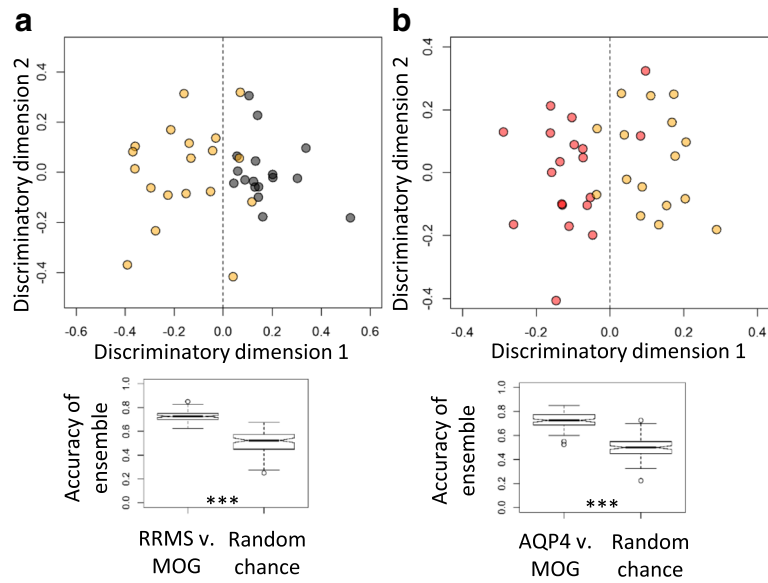 a
b
Discriminatory dimension 2
0.4
0.2
0.0
-0.2
-0.4
-0.6 -0.4 -0.2 0.0 0.2 0.4 0.6
Discriminatory dimension 1
Discriminatory dimension 2
0.4
0.2
0.0
-0.2
-0.4
-0.4 -0.2 0.0 0.2 0.4
Discriminatory dimension 1
Accuracy of
ensemble
1.0
0.8
0.6
0.4
0.2
0.0
***
RRMS v. Random
MOG chance
Accuracy of
ensemble
1.0
0.8
0.6
0.4
0.2
0.0
***
AQP4 v. Random
MOG chance